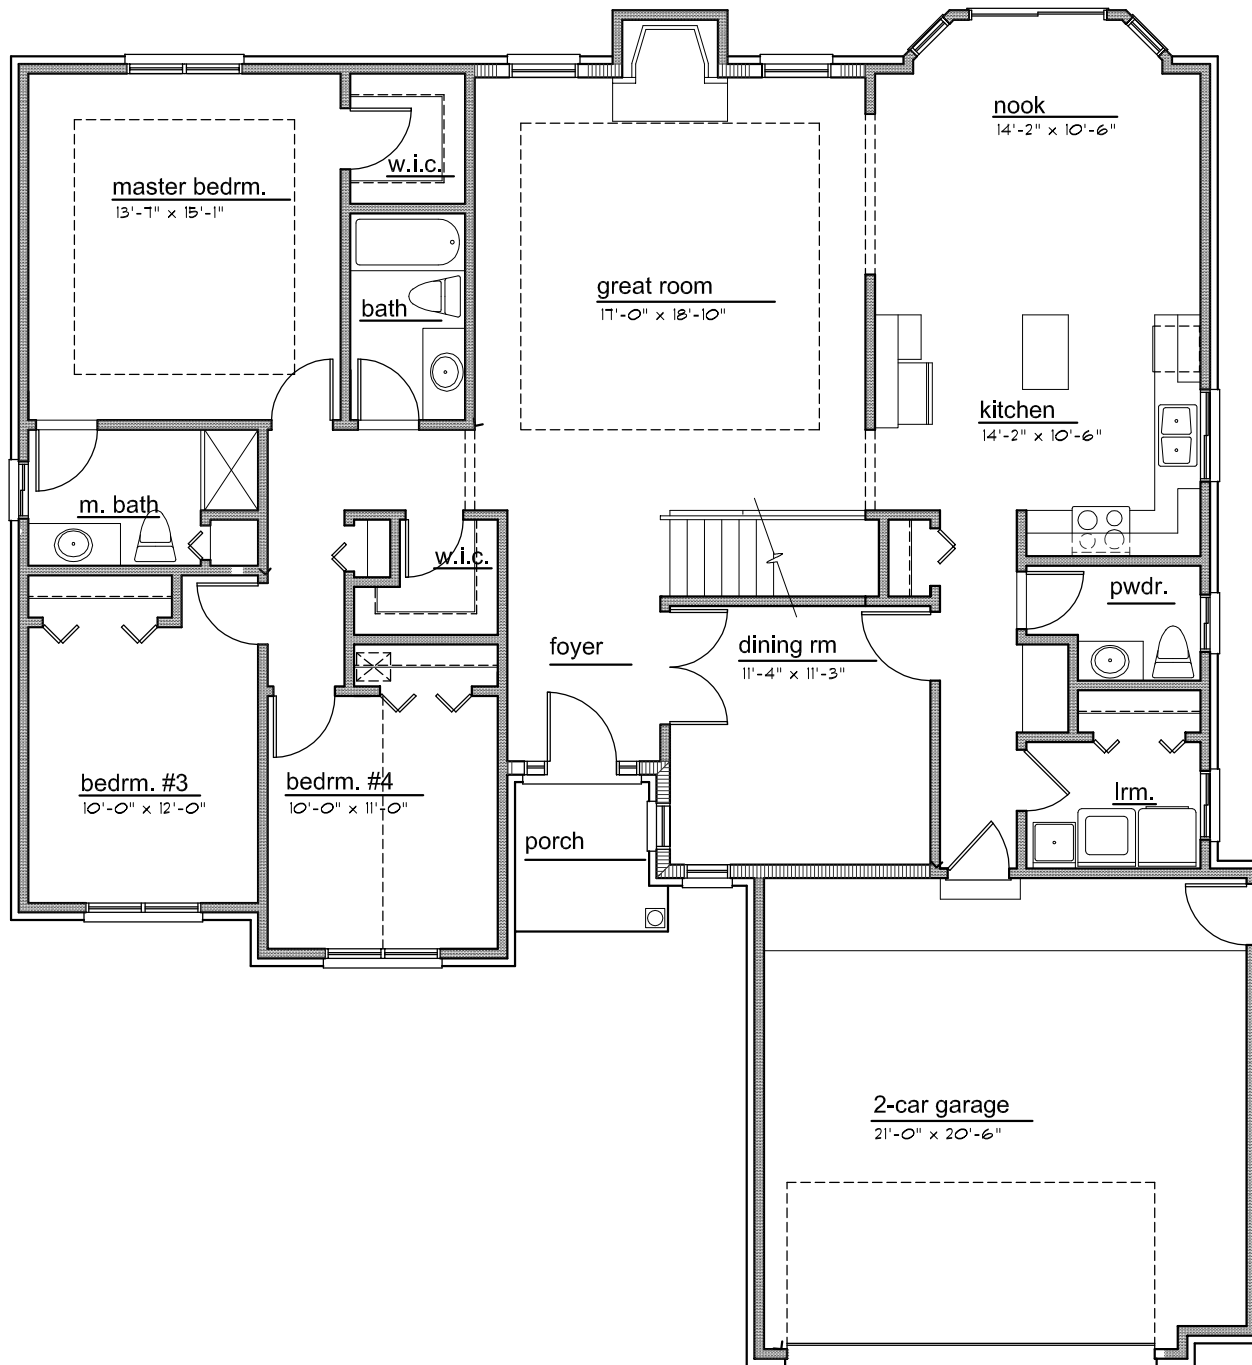 nook
14'-2" x 10'-6"
w.i.c.
master bedrm.
13'-7" x 15'-1"
great room
17'-0" x 18'-10"
bath
kitchen
14'-2" x 10'-6"
m. bath
w.i.c.
pwdr.
foyer
dining rm
11'-4" x 11'-3"
bedrm. #3
10'-0" x 12'-0"
bedrm. #4
10'-0" x 11'-0"
lrm.
porch
2-car garage
21'-0" x 20'-6"